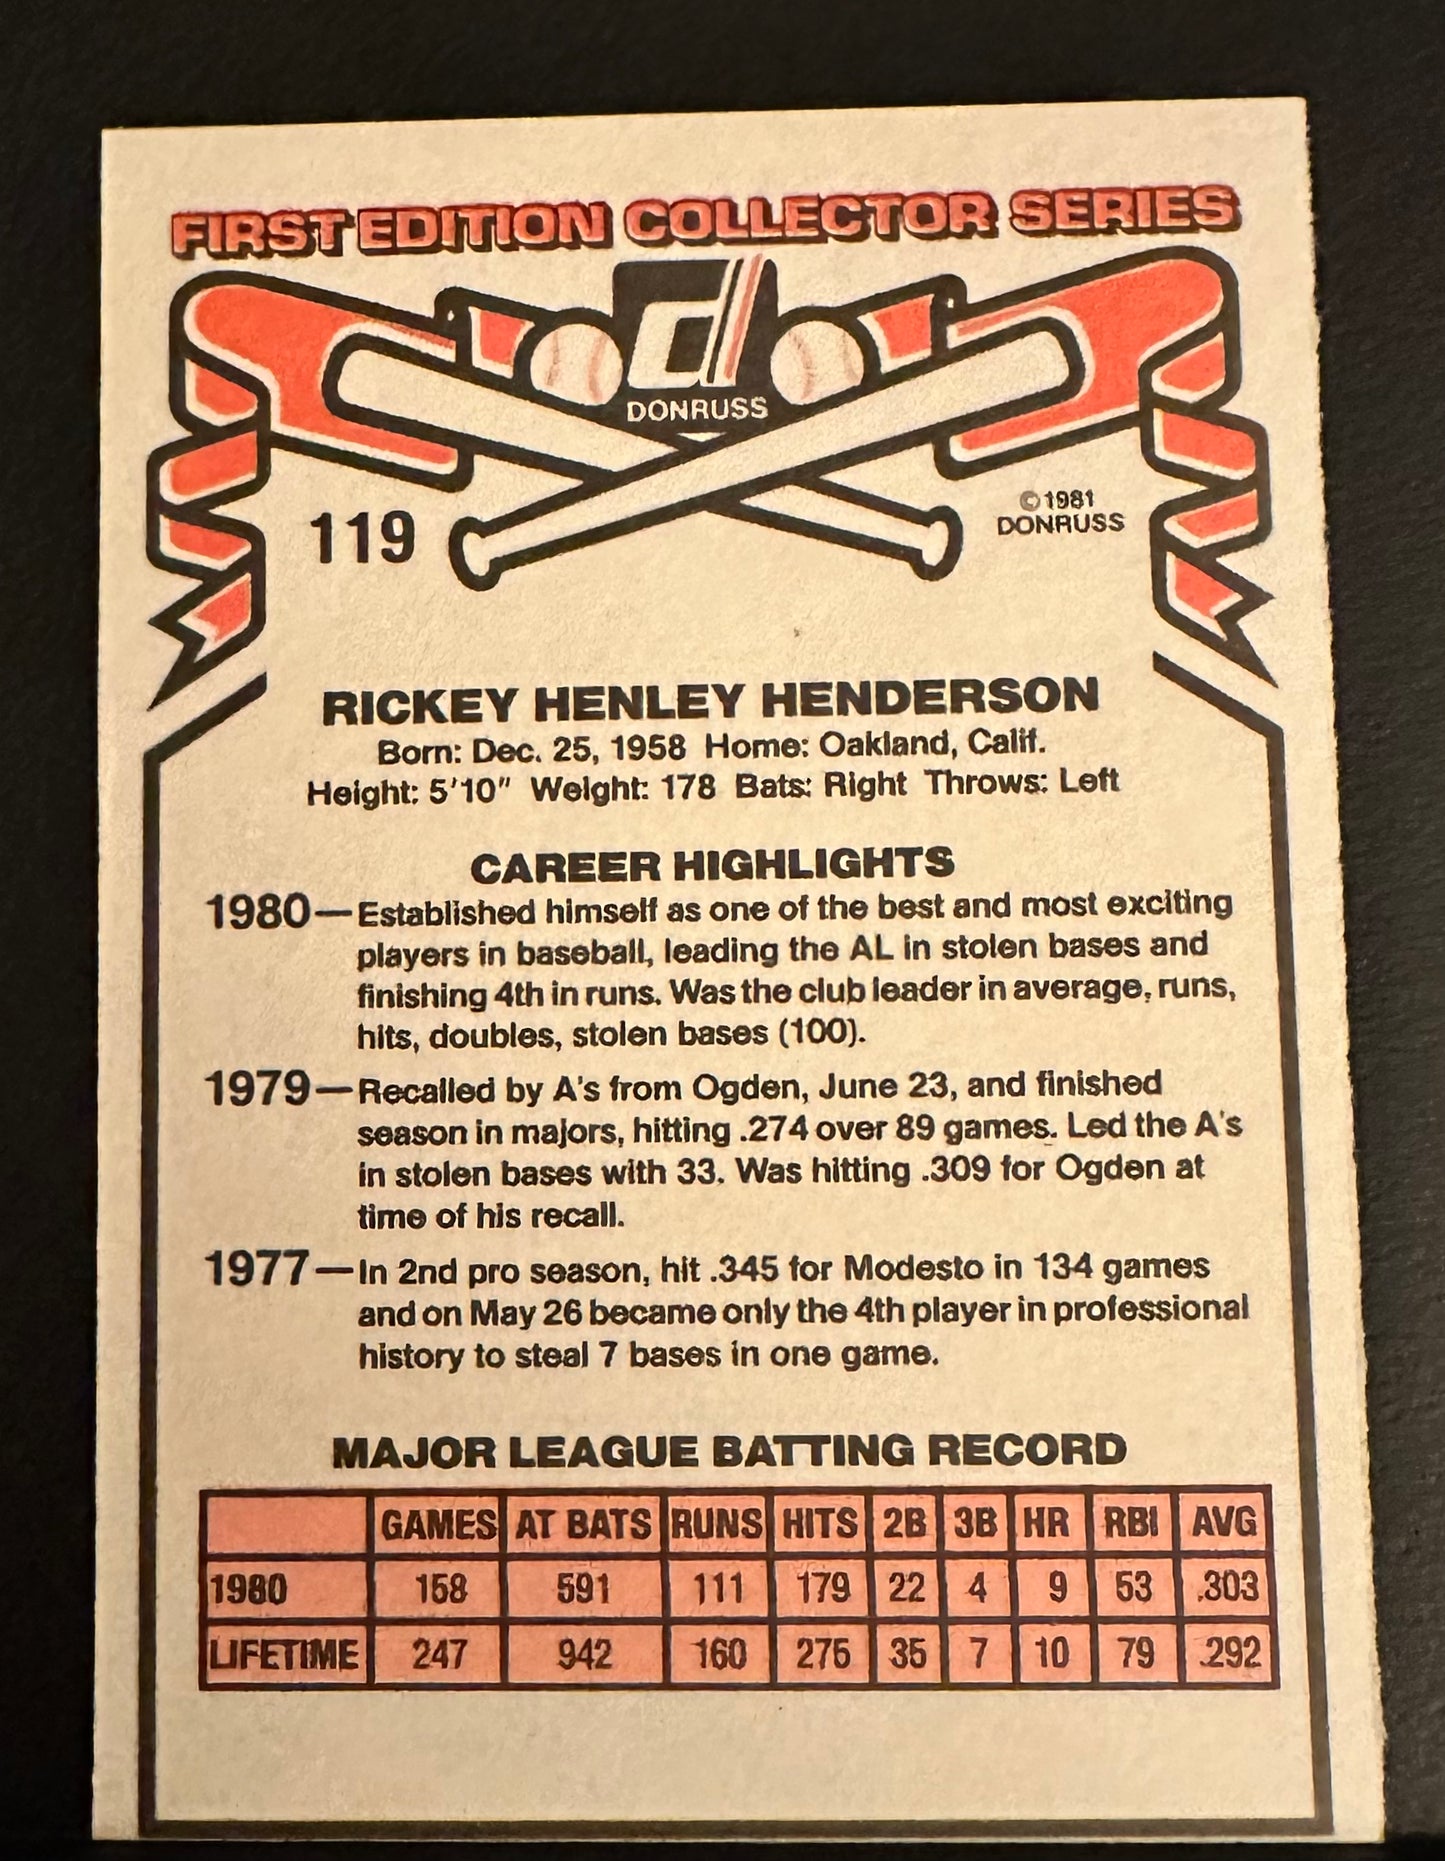 FIRST EDITION COLLECTOR SERIES
d
DONRUSS
119
©1981
DONRUSS
RICKEY HENLEY HENDERSON
Born: Dec. 25, 1958 Home: Oakland, Calif.
Height: 5'10" Weight: 178 Bats: Right Throws: Left
CAREER HIGHLIGHTS
1980—Established himself as one of the best and most exciting
players in baseball, leading the AL in stolen bases and
finishing 4th in runs. Was the club leader in average, runs,
hits, doubles, stolen bases (100).
1979—Recalled by A's from Ogden, June 23, and finished
season in majors, hitting .274 over 89 games. Led the A's
in stolen bases with 33. Was hitting .309 for Ogden at
time of his recall.
1977—In 2nd pro season, hit .345 for Modesto in 134 games
and on May 26 became only the 4th player in professional
history to steal 7 bases in one game.
MAJOR LEAGUE BATTING RECORD
GAMES AT BATS RUNS HITS 2B 3B HR RBI AVG
1980 158 591 111 179 22 4 9 53 .303
LIFETIME 247 942 160 275 35 7 10 79 .292